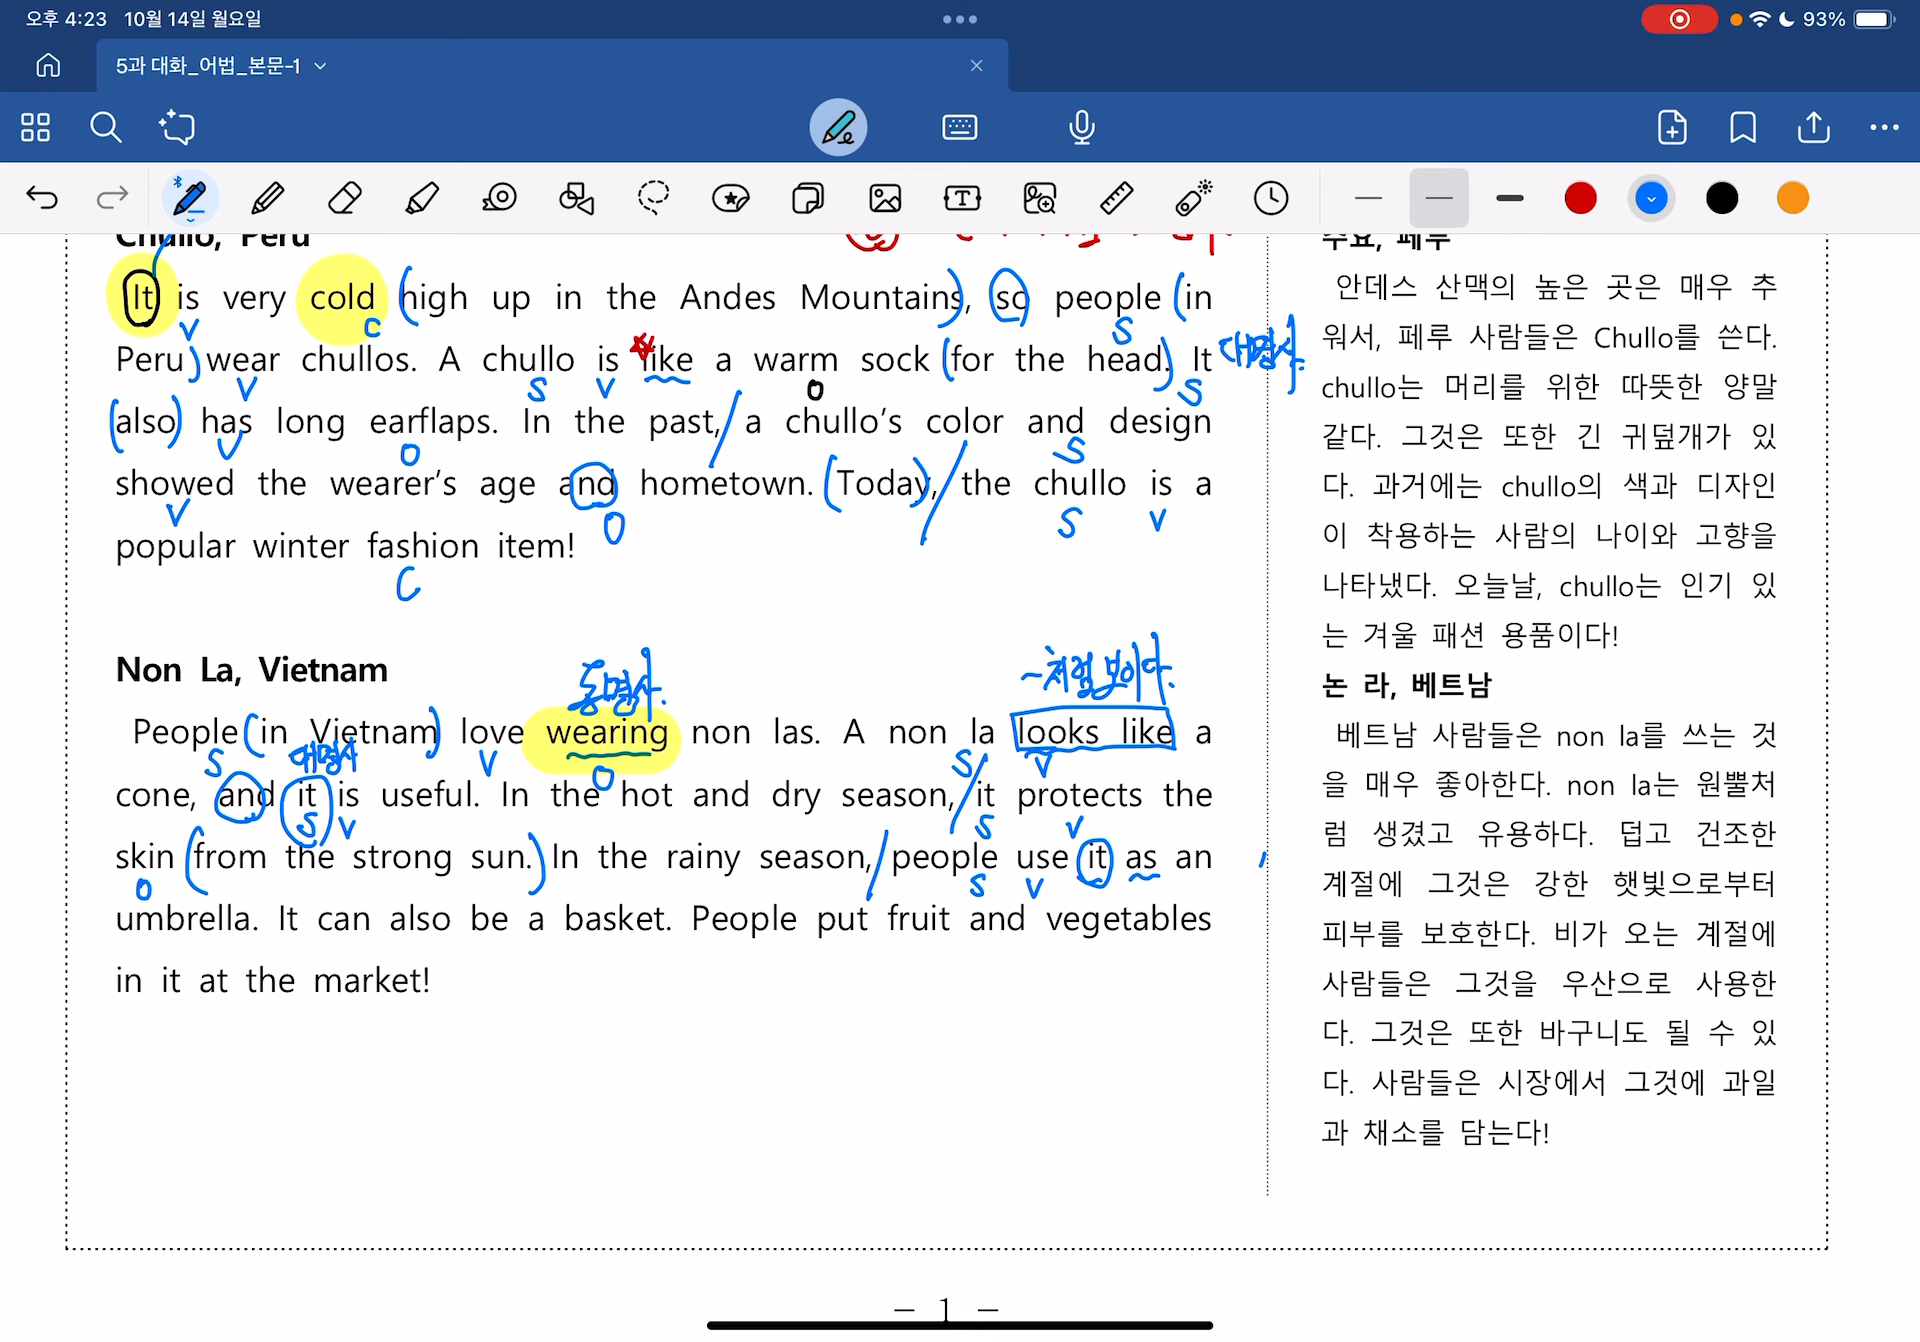 오후 4:23 10월 14일 월요일
93%
5과 대화_어법_본문-1
Chullo, Peru
It is very cold high up in the Andes Mountains, so people in
V C S
Peru wear chullos. A chullo is like a warm sock for the head. It 대명사
V S V O S
also has long earflaps. In the past, a chullo's color and design
V O S
showed the wearer's age and hometown. Today, the chullo is a
V O S V
popular winter fashion item!
C
Non La, Vietnam
동명사 ~처럼 보이다.
People in Vietnam love wearing non las. A non la looks like a
S 대명사 V O S V
cone, and it is useful. In the hot and dry season, it protects the
S V S V
skin from the strong sun. In the rainy season, people use it as an
O S V
umbrella. It can also be a basket. People put fruit and vegetables
in it at the market!
추요, 페루
안데스 산맥의 높은 곳은 매우 추
워서, 페루 사람들은 Chullo를 쓴다.
chullo는 머리를 위한 따뜻한 양말
같다. 그것은 또한 긴 귀덮개가 있
다. 과거에는 chullo의 색과 디자인
이 착용하는 사람의 나이와 고향을
나타냈다. 오늘날, chullo는 인기 있
는 겨울 패션 용품이다!
논 라, 베트남
베트남 사람들은 non la를 쓰는 것
을 매우 좋아한다. non la는 원뿔처
럼 생겼고 유용하다. 덥고 건조한
계절에 그것은 강한 햇빛으로부터
피부를 보호한다. 비가 오는 계절에
사람들은 그것을 우산으로 사용한
다. 그것은 또한 바구니도 될 수 있
다. 사람들은 시장에서 그것에 과일
과 채소를 담는다!
- 1 -